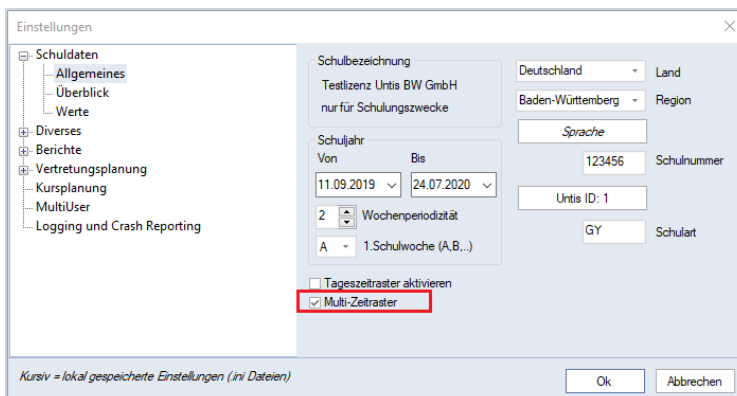 Einstellungen
Schuldaten
Allgemeines
Überblick
Werte
Diverses
Berichte
Vertretungsplanung
Kursplanung
MultiUser
Logging und Crash Reporting
Schulbezeichnung
Testlizenz Untis BW GmbH
nur für Schulungszwecke
Schuljahr
Von Bis
11.09.2019 24.07.2020
2 Wochenperiodizität
A 1.Schulwoche (A,B,..)
Tageszeitraster aktivieren
Multi-Zeitraster
Deutschland Land
Baden-Württemberg Region
Sprache
123456 Schulnummer
Untis ID: 1
GY Schulart
Kursiv = lokal gespeicherte Einstellungen (.ini Dateien)
Ok Abbrechen